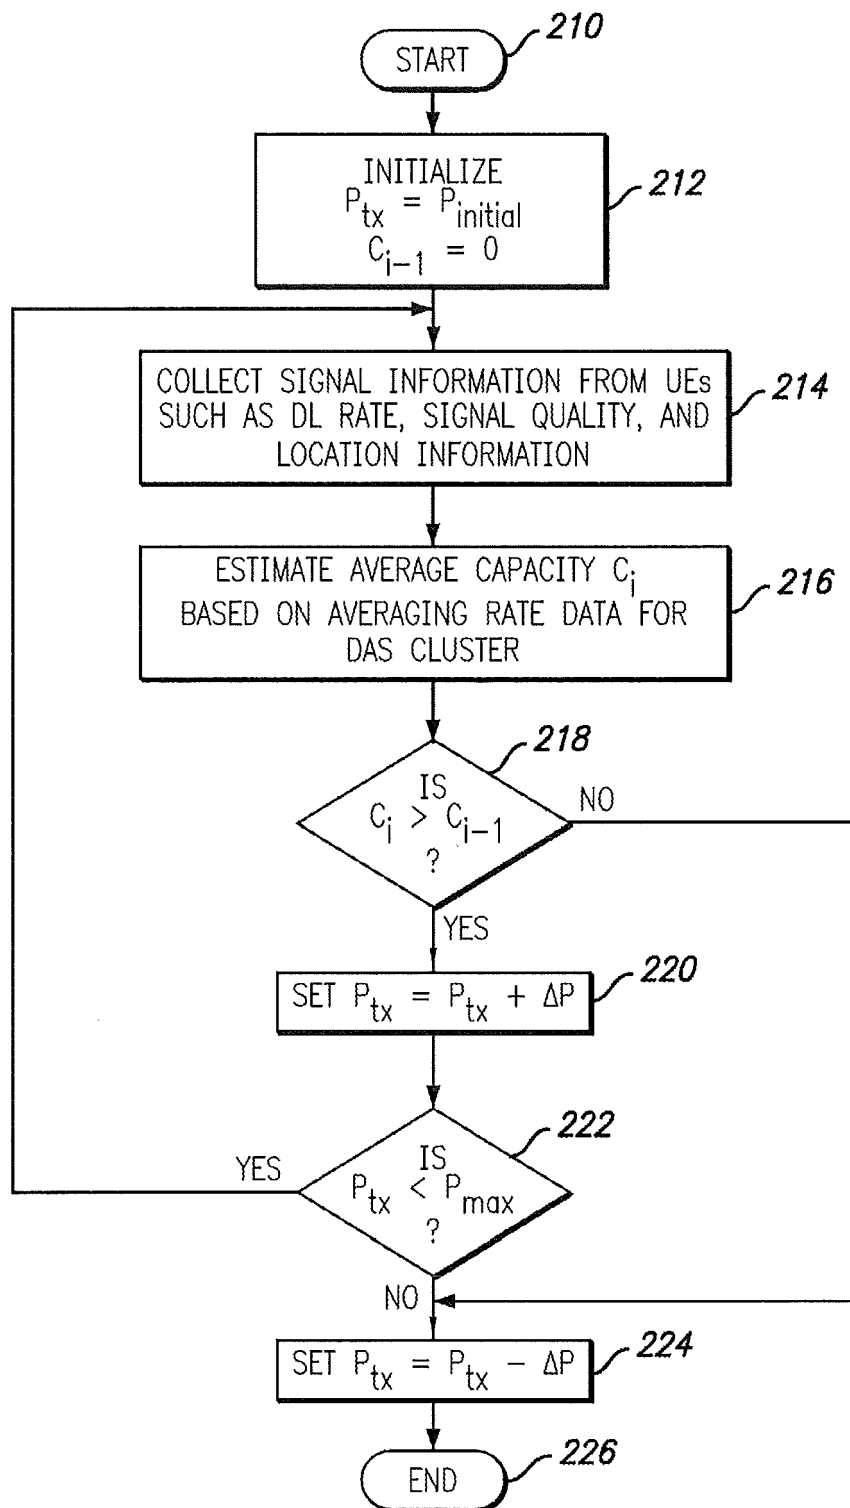 START
210
INITIALIZE
P_tx = P_initial
C_i-1 = 0
212
COLLECT SIGNAL INFORMATION FROM UEs
SUCH AS DL RATE, SIGNAL QUALITY, AND
LOCATION INFORMATION
214
ESTIMATE AVERAGE CAPACITY C_i
BASED ON AVERAGING RATE DATA FOR
DAS CLUSTER
216
218
IS
C_i > C_i-1
?
NO
YES
SET P_tx = P_tx + ΔP
220
222
YES
IS
P_tx < P_max
?
NO
SET P_tx = P_tx - ΔP
224
END
226